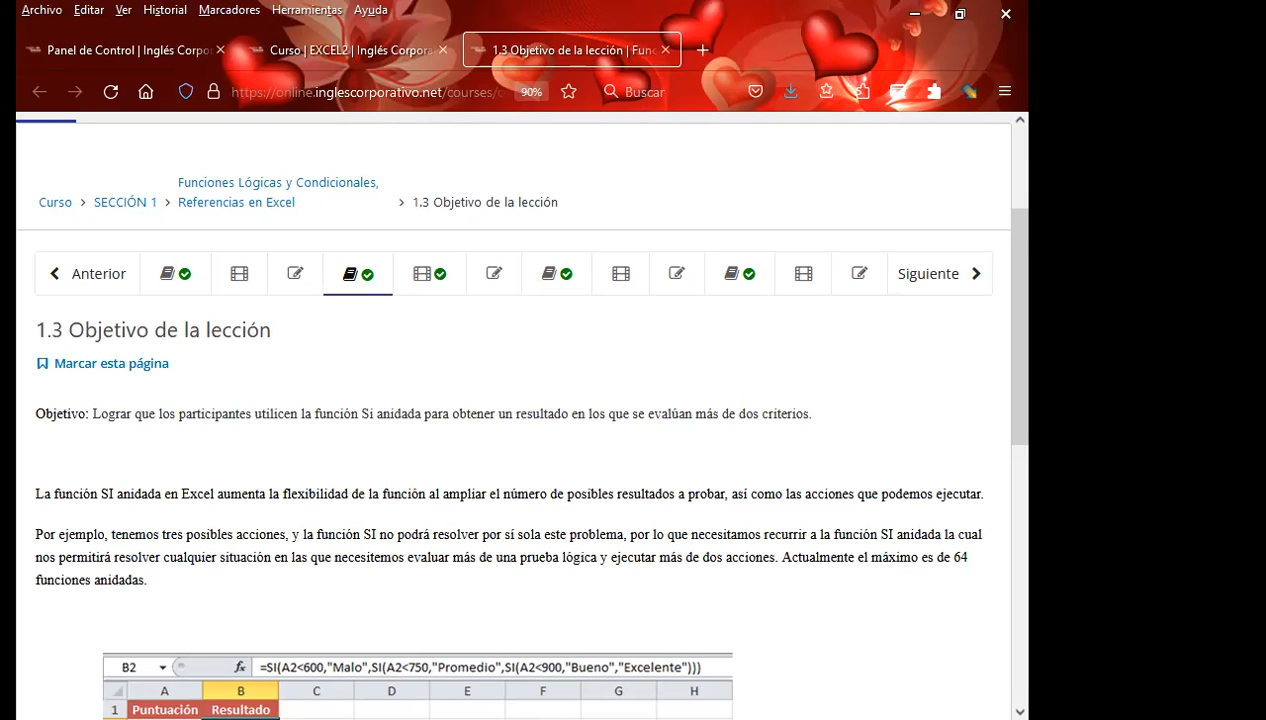 Archivo Editar Ver Historial Marcadores Herramientas Ayuda
Panel de Control | Inglés Corpor
Curso | EXCEL2 | Inglés Corpora
1.3 Objetivo de la lección | Func
https://online.inglescorporativo.net/courses/c
90%
Buscar
Funciones Lógicas y Condicionales,
Curso > SECCIÓN 1 > Referencias en Excel > 1.3 Objetivo de la lección
Anterior
Siguiente
1.3 Objetivo de la lección
Marcar esta página
Objetivo: Lograr que los participantes utilicen la función Si anidada para obtener un resultado en los que se evalúan más de dos criterios.
La función SI anidada en Excel aumenta la flexibilidad de la función al ampliar el número de posibles resultados a probar, así como las acciones que podemos ejecutar.
Por ejemplo, tenemos tres posibles acciones, y la función SI no podrá resolver por sí sola este problema, por lo que necesitamos recurrir a la función SI anidada la cual
nos permitirá resolver cualquier situación en las que necesitemos evaluar más de una prueba lógica y ejecutar más de dos acciones. Actualmente el máximo es de 64
funciones anidadas.
B2 fx =SI(A2<600,"Malo",SI(A2<750,"Promedio",SI(A2<900,"Bueno","Excelente")))
A B C D E F G H
1 Puntuación Resultado